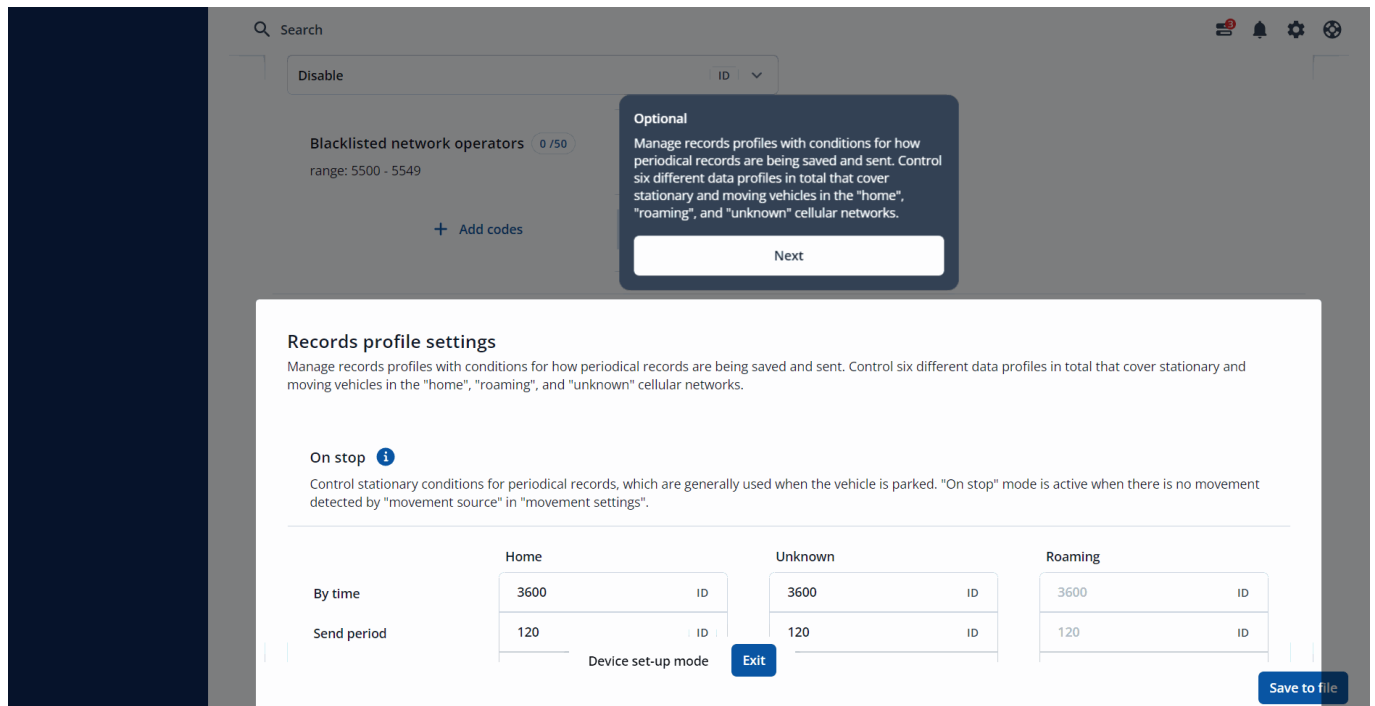 Search
3
Disable
ID
Optional
Manage records profiles with conditions for how
periodical records are being saved and sent. Control
six different data profiles in total that cover
stationary and moving vehicles in the "home",
"roaming", and "unknown" cellular networks.
Next
Blacklisted network operators 0 /50
range: 5500 - 5549
+ Add codes
Records profile settings
Manage records profiles with conditions for how periodical records are being saved and sent. Control six different data profiles in total that cover stationary and
moving vehicles in the "home", "roaming", and "unknown" cellular networks.
On stop
Control stationary conditions for periodical records, which are generally used when the vehicle is parked. "On stop" mode is active when there is no movement
detected by "movement source" in "movement settings".
Home Unknown Roaming
By time 3600 ID 3600 ID 3600 ID
Send period 120 ID 120 ID 120 ID
Device set-up mode Exit
Save to file